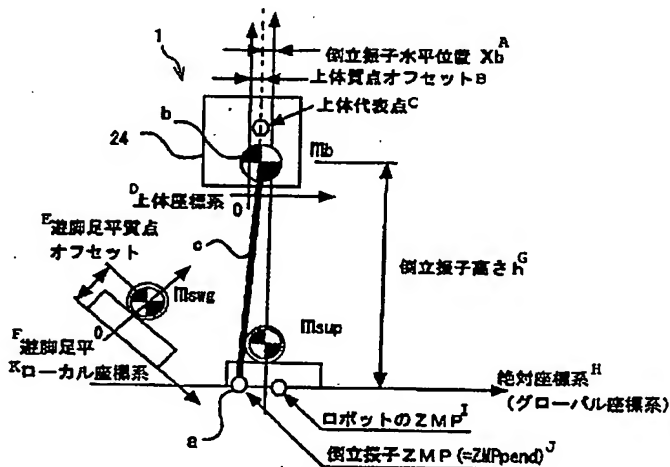 1
倒立振子水平位置 Xb A
上体質点オフセット B
上体代表点 C
b
24
mb
D 上体座標系
0
E 遊脚足平質点
オフセット
c
倒立振子高さ h G
mswg
msup
0
F 遊脚足平
K ローカル座標系
絶対座標系 H
(グローバル座標系)
ロボットのZMP I
a
倒立振子ZMP (=ZMPpend) J